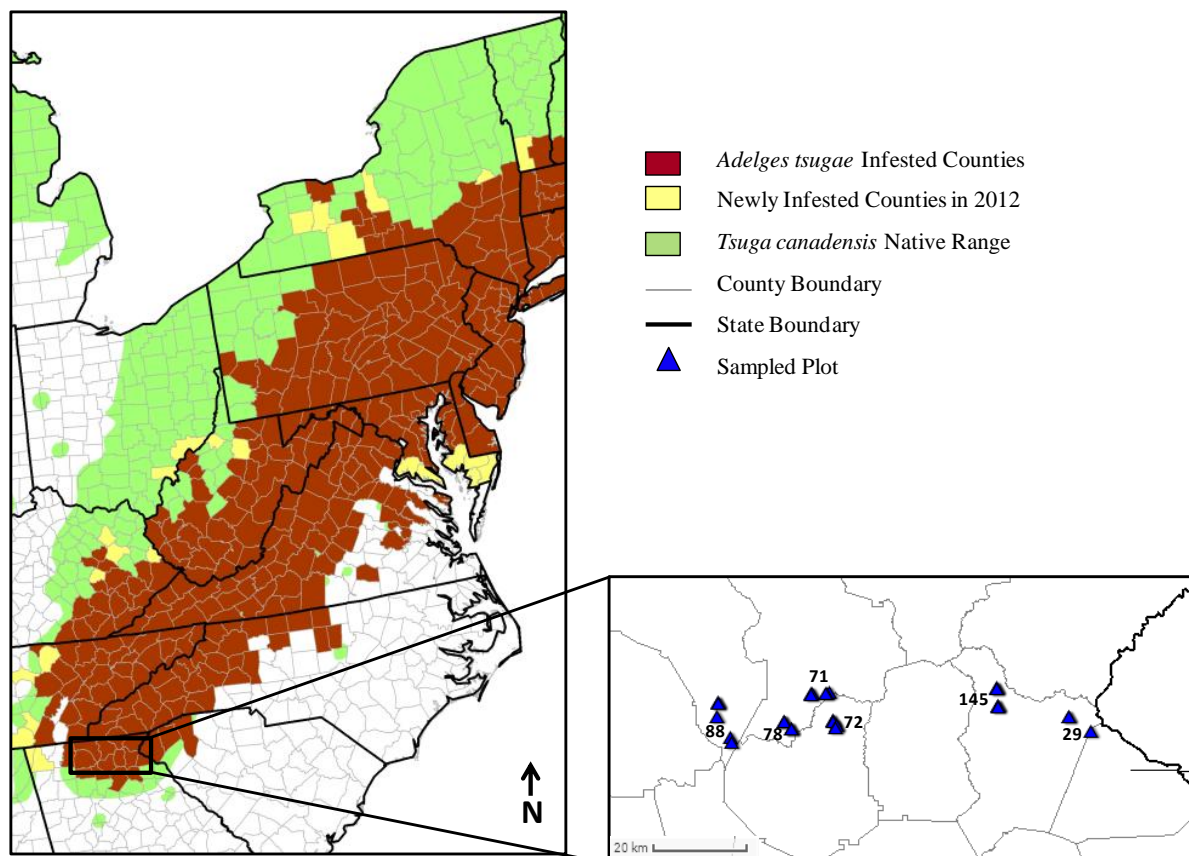 Adelges tsugae Infested Counties
Newly Infested Counties in 2012
Tsuga canadensis Native Range
County Boundary
State Boundary
Sampled Plot
N
71
145
88
78
72
29
20 km